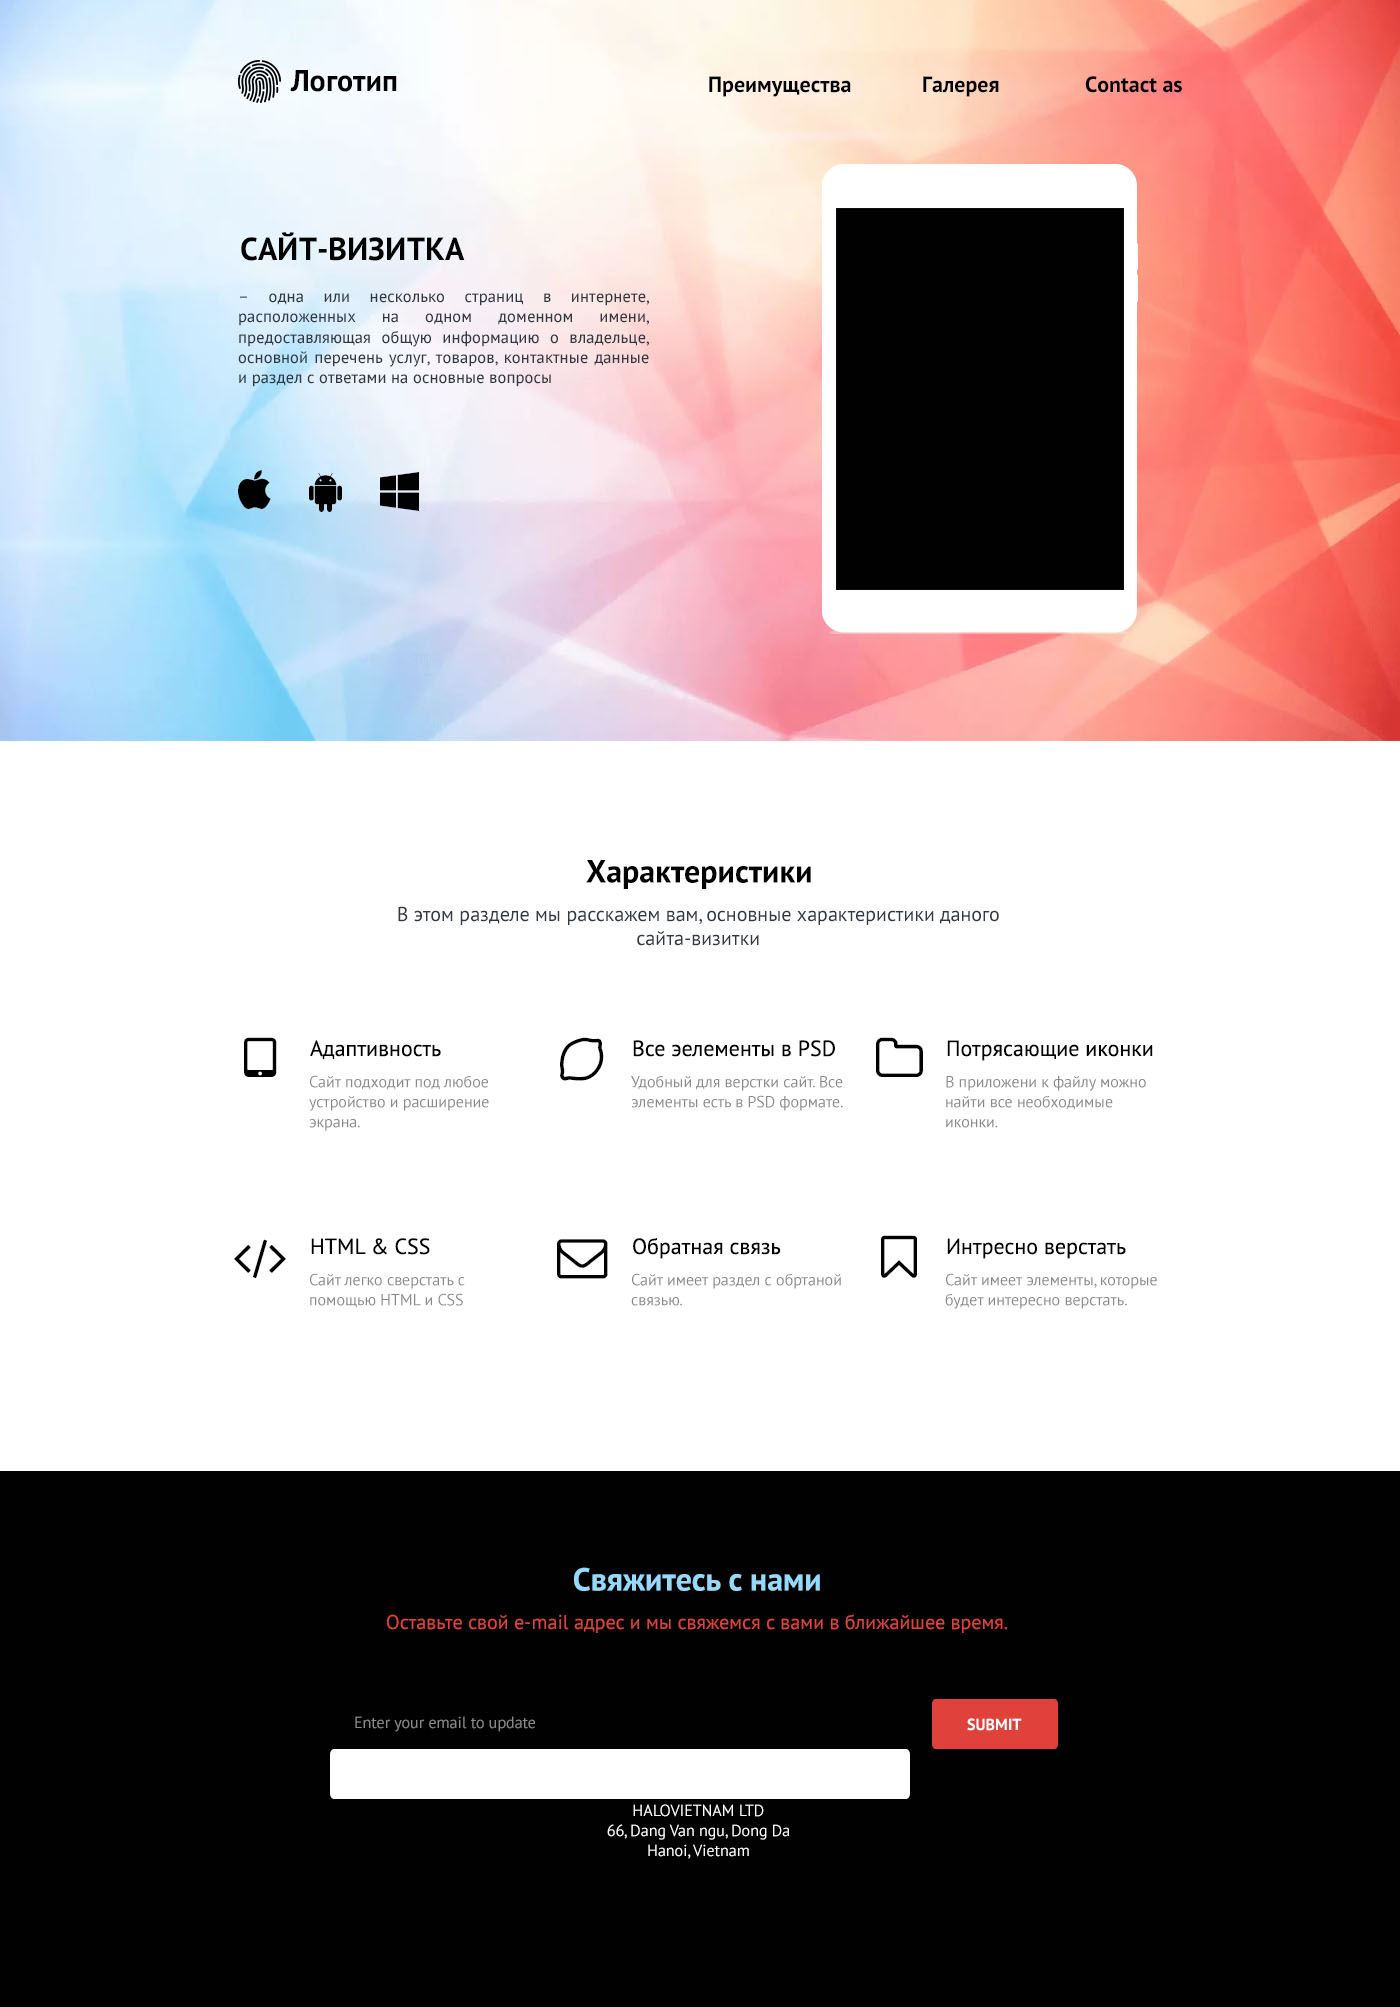 Логотип
Преимущества
Галерея
Contact as
САЙТ-ВИЗИТКА
– одна или несколько страниц в интернете,
расположенных на одном доменном имени,
предоставляющая общую информацию о владельце,
основной перечень услуг, товаров, контактные данные
и раздел с ответами на основные вопросы
Характеристики
В этом разделе мы расскажем вам, основные характеристики даного
сайта-визитки
Адаптивность
Сайт подходит под любое
устройство и расширение
экрана.
Все эелементы в PSD
Удобный для верстки сайт. Все
элементы есть в PSD формате.
Потрясающие иконки
В приложени к файлу можно
найти все необходимые
иконки.
HTML & CSS
Сайт легко сверстать с
помощью HTML и CSS
Обратная связь
Сайт имеет раздел с обртаной
связью.
Интресно верстать
Сайт имеет элементы, которые
будет интересно верстать.
Свяжитесь с нами
Оставьте свой e-mail адрес и мы свяжемся с вами в ближайшее время.
Enter your email to update
SUBMIT
HALOVIETNAM LTD
66, Dang Van ngu, Dong Da
Hanoi, Vietnam